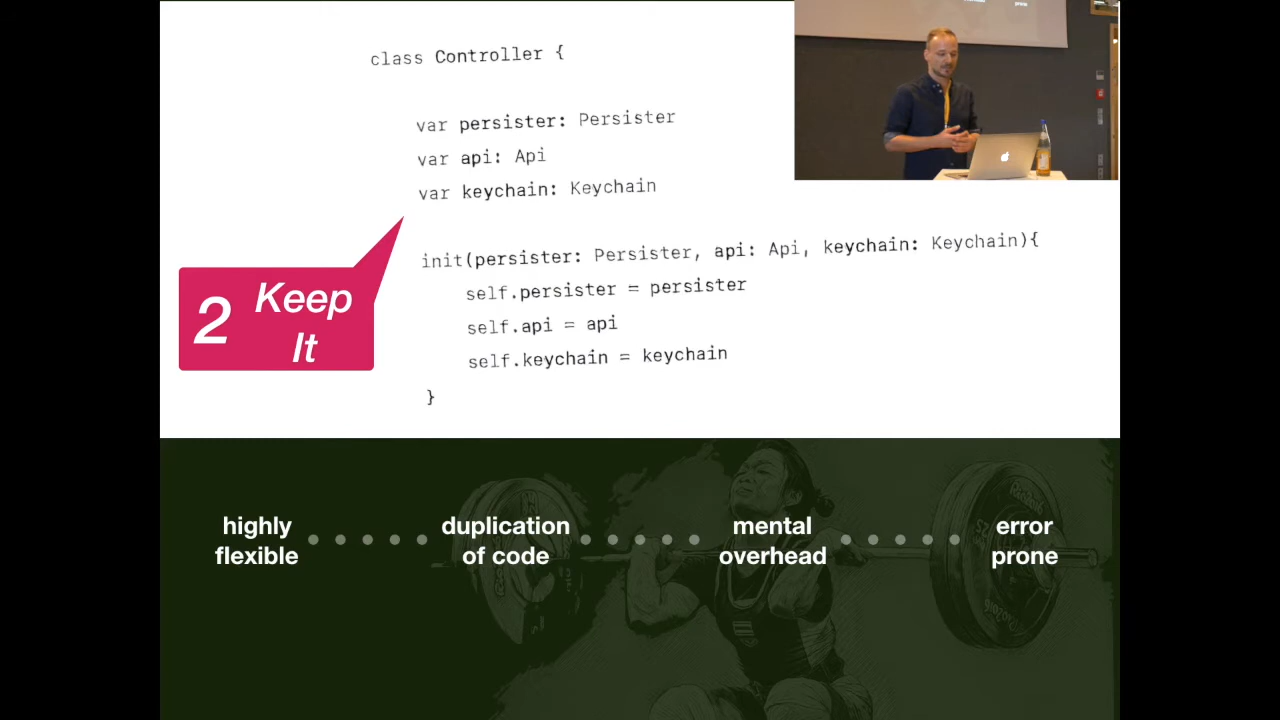 class Controller {
var persister: Persister
var api: Api
var keychain: Keychain
init(persister: Persister, api: Api, keychain: Keychain){
self.persister = persister
self.api = api
self.keychain = keychain
}
2 Keep
It
highly
flexible
duplication
of code
mental
overhead
error
prone
prone